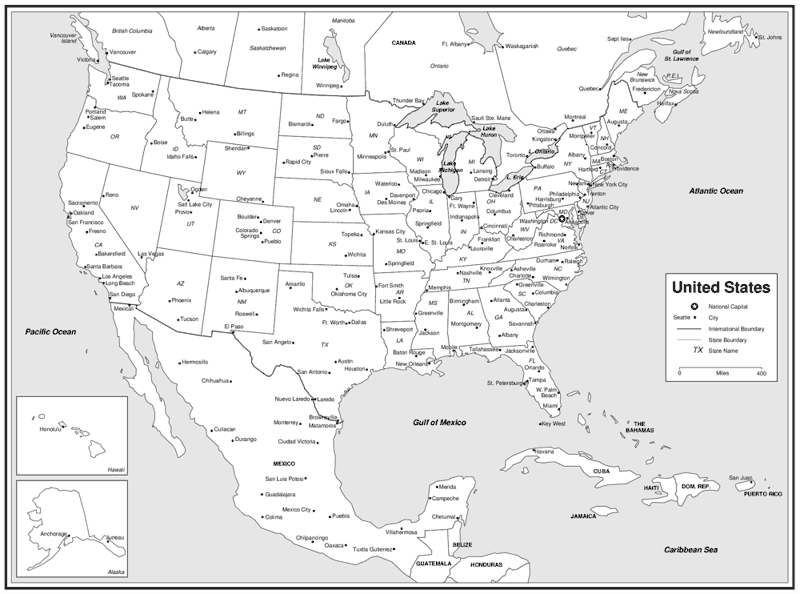 Vancouver
Island
British Columbia
Alberta
Saskatoon
Manitoba
Newfoundland
St. Johns
Vancouver
Victoria
Calgary
Saskatchewan
Regina
Lake
Winnipeg
Winnipeg
CANADA
Ft. Albany
Waskaganish
Ontario
Quebec
Sept Iles
Gulf of
St. Lawrence
P.E.I.
New
Brunswick
Fredericton
Nova Scotia
Halifax
Quebec
Montreal
Ottawa
Kingston
Toronto
Thunder Bay
Sault Ste. Marie
Lake
Superior
Lake
Huron
Lake
Michigan
L. Ontario
L. Erie
Seattle
Tacoma
Spokane
WA
Portland
Salem
Eugene
OR
Boise
ID
Idaho Falls
Helena
Butte
MT
Billings
Sheridan
WY
Cheyenne
ND
Bismarck
Fargo
SD
Pierre
Rapid City
Sioux Falls
Duluth
MN
St. Paul
Minneapolis
WI
Madison
Milwaukee
MI
MI
Lansing
Detroit
ME
Augusta
VT
Montpelier
NH
Concord
NY
Albany
Buffalo
MA
Boston
Hartford
Providence
New York City
Newark
Trenton
NJ
Atlantic City
Dover
PA
Philadelphia
Harrisburg
Pittsburgh
MD
Annapolis
Washington DC
Cleveland
OH
Columbus
Cincinnati
Ft. Wayne
Indianapolis
IN
Gary
Chicago
IL
Peoria
Springfield
E. St. Louis
IA
Waterloo
Davenport
Des Moines
NE
Omaha
Lincoln
KS
Topeka
Wichita
Kansas City
St. Louis
MO
Springfield
Boulder
Denver
Colorado
Springs
CO
Pueblo
Ogden
Salt Lake City
Provo
UT
Reno
NV
Las Vegas
Sacramento
Oakland
San Francisco
Fresno
CA
Bakersfield
Santa Barbara
Los Angeles
Long Beach
San Diego
Mexicali
AZ
Phoenix
Tucson
Santa Fe
Albuquerque
NM
Roswell
El Paso
Amarillo
Tulsa
OK
Oklahoma City
Wichita Falls
Ft. Worth
Dallas
San Angelo
TX
Austin
Houston
San Antonio
Laredo
Brownsville
Fort Smith
AR
Little Rock
Shreveport
LA
Baton Rouge
New Orleans
Memphis
MS
Greenville
Jackson
Nashville
TN
Knoxville
KY
Louisville
Frankfort
WV
Charleston
Richmond
Roanoke
VA
Norfolk
Durham
Raleigh
Asheville
Charlotte
NC
Wilmington
Greenville
SC
Columbia
Charleston
Birmingham
AL
Montgomery
Mobile
Atlanta
Augusta
GA
Savannah
Albany
Tallahassee
Jacksonville
FL
Orlando
Tampa
St. Petersburg
W. Palm
Beach
Miami
Key West
Pacific Ocean
Atlantic Ocean
Gulf of Mexico
Caribbean Sea
United States
National Capital
Seattle
City
International Boundary
State Boundary
TX
State Name
0
Miles
400
Honolulu
Hawaii
Anchorage
Juneau
Alaska
Hermosillo
Chihuahua
Nuevo Laredo
Monterrey
Matamoros
Culiacan
Durango
Ciudad Victoria
MEXICO
San Luis Potosi
Guadalajara
Colima
Mexico City
Puebla
Chilpancingo
Oaxaca
Villahermosa
Tuxtla Gutierrez
Merida
Campeche
Chetumal
BELIZE
GUATEMALA
HONDURAS
Havana
CUBA
THE
BAHAMAS
JAMAICA
HAITI
DOM. REP.
San Juan
PUERTO RICO